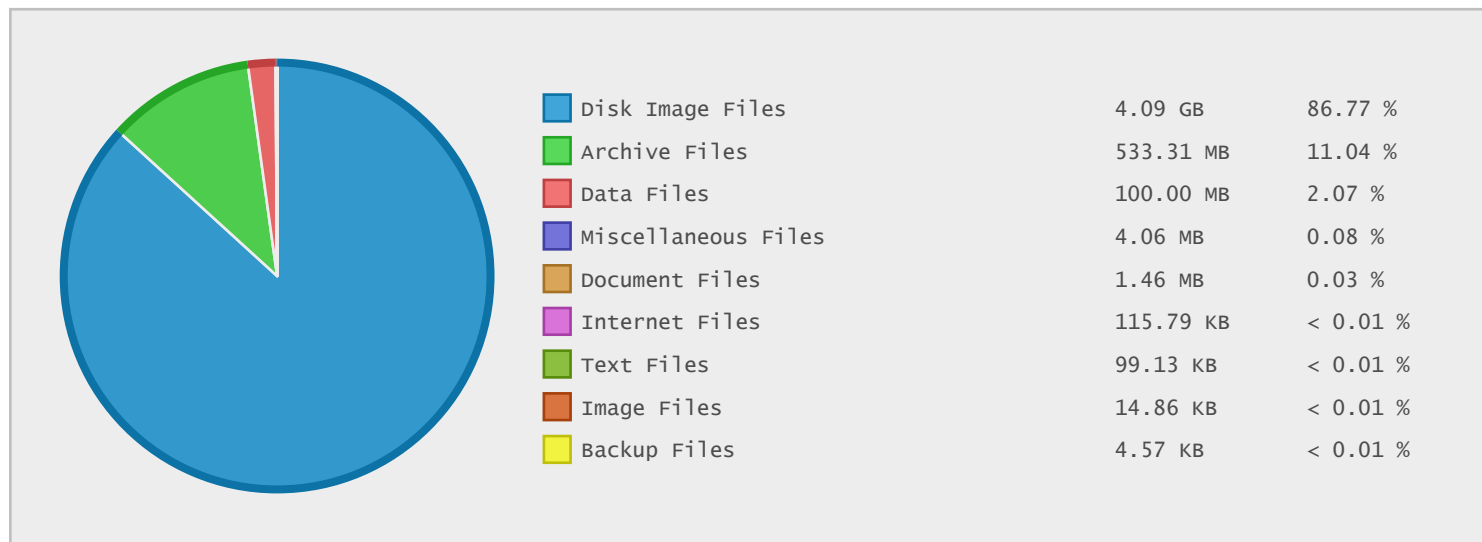 Disk Image Files 4.09 GB 86.77 %
Archive Files 533.31 MB 11.04 %
Data Files 100.00 MB 2.07 %
Miscellaneous Files 4.06 MB 0.08 %
Document Files 1.46 MB 0.03 %
Internet Files 115.79 KB < 0.01 %
Text Files 99.13 KB < 0.01 %
Image Files 14.86 KB < 0.01 %
Backup Files 4.57 KB < 0.01 %